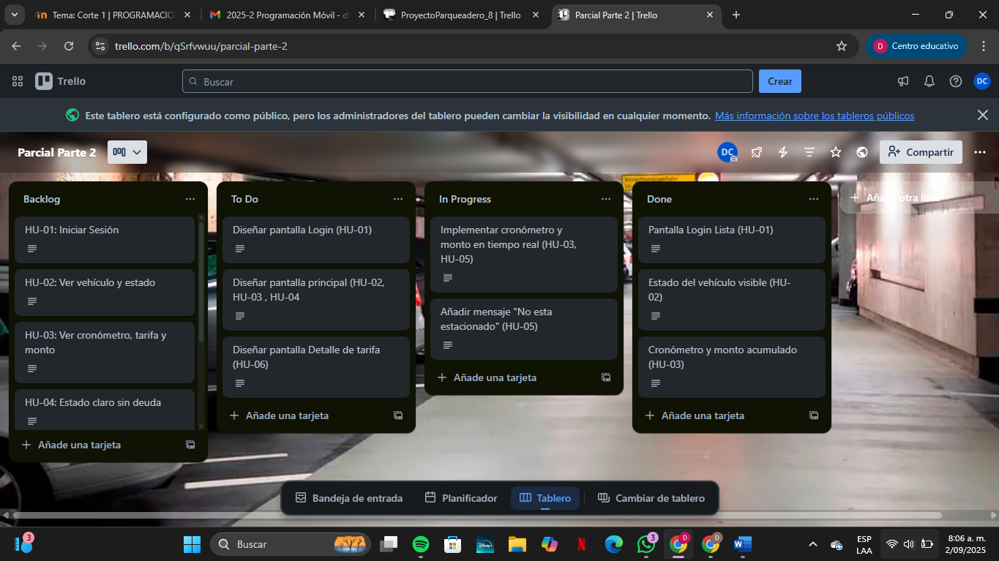 Tema: Corte 1 | PROGRAMACIO
2025-2 Programación Móvil - d
ProyectoParqueadero_8 | Trello
Parcial Parte 2 | Trello
trello.com/b/qSrfvwuu/parcial-parte-2
D
Centro educativo
Trello
Buscar
Crear
DC
Este tablero está configurado como público, pero los administradores del tablero pueden cambiar la visibilidad en cualquier momento. Más información sobre los tableros públicos
Parcial Parte 2
DC
Compartir
Backlog
HU-01: Iniciar Sesión
HU-02: Ver vehículo y estado
HU-03: Ver cronómetro, tarifa y
monto
HU-04: Estado claro sin deuda
Añade una tarjeta
To Do
Diseñar pantalla Login (HU-01)
Diseñar pantalla principal (HU-02,
HU-03 , HU-04
Diseñar pantalla Detalle de tarifa
(HU-06)
Añade una tarjeta
In Progress
Implementar cronómetro y
monto en tiempo real (HU-03,
HU-05)
Añadir mensaje "No esta
estacionado" (HU-05)
Añade una tarjeta
Done
Pantalla Login Lista (HU-01)
Estado del vehículo visible (HU-
02)
Cronómetro y monto acumulado
(HU-03)
Añade una tarjeta
Añade otra lista
Bandeja de entrada
Planificador
Tablero
Cambiar de tablero
3
Buscar
3
D
D
ESP
LAA
8:06 a. m.
2/09/2025